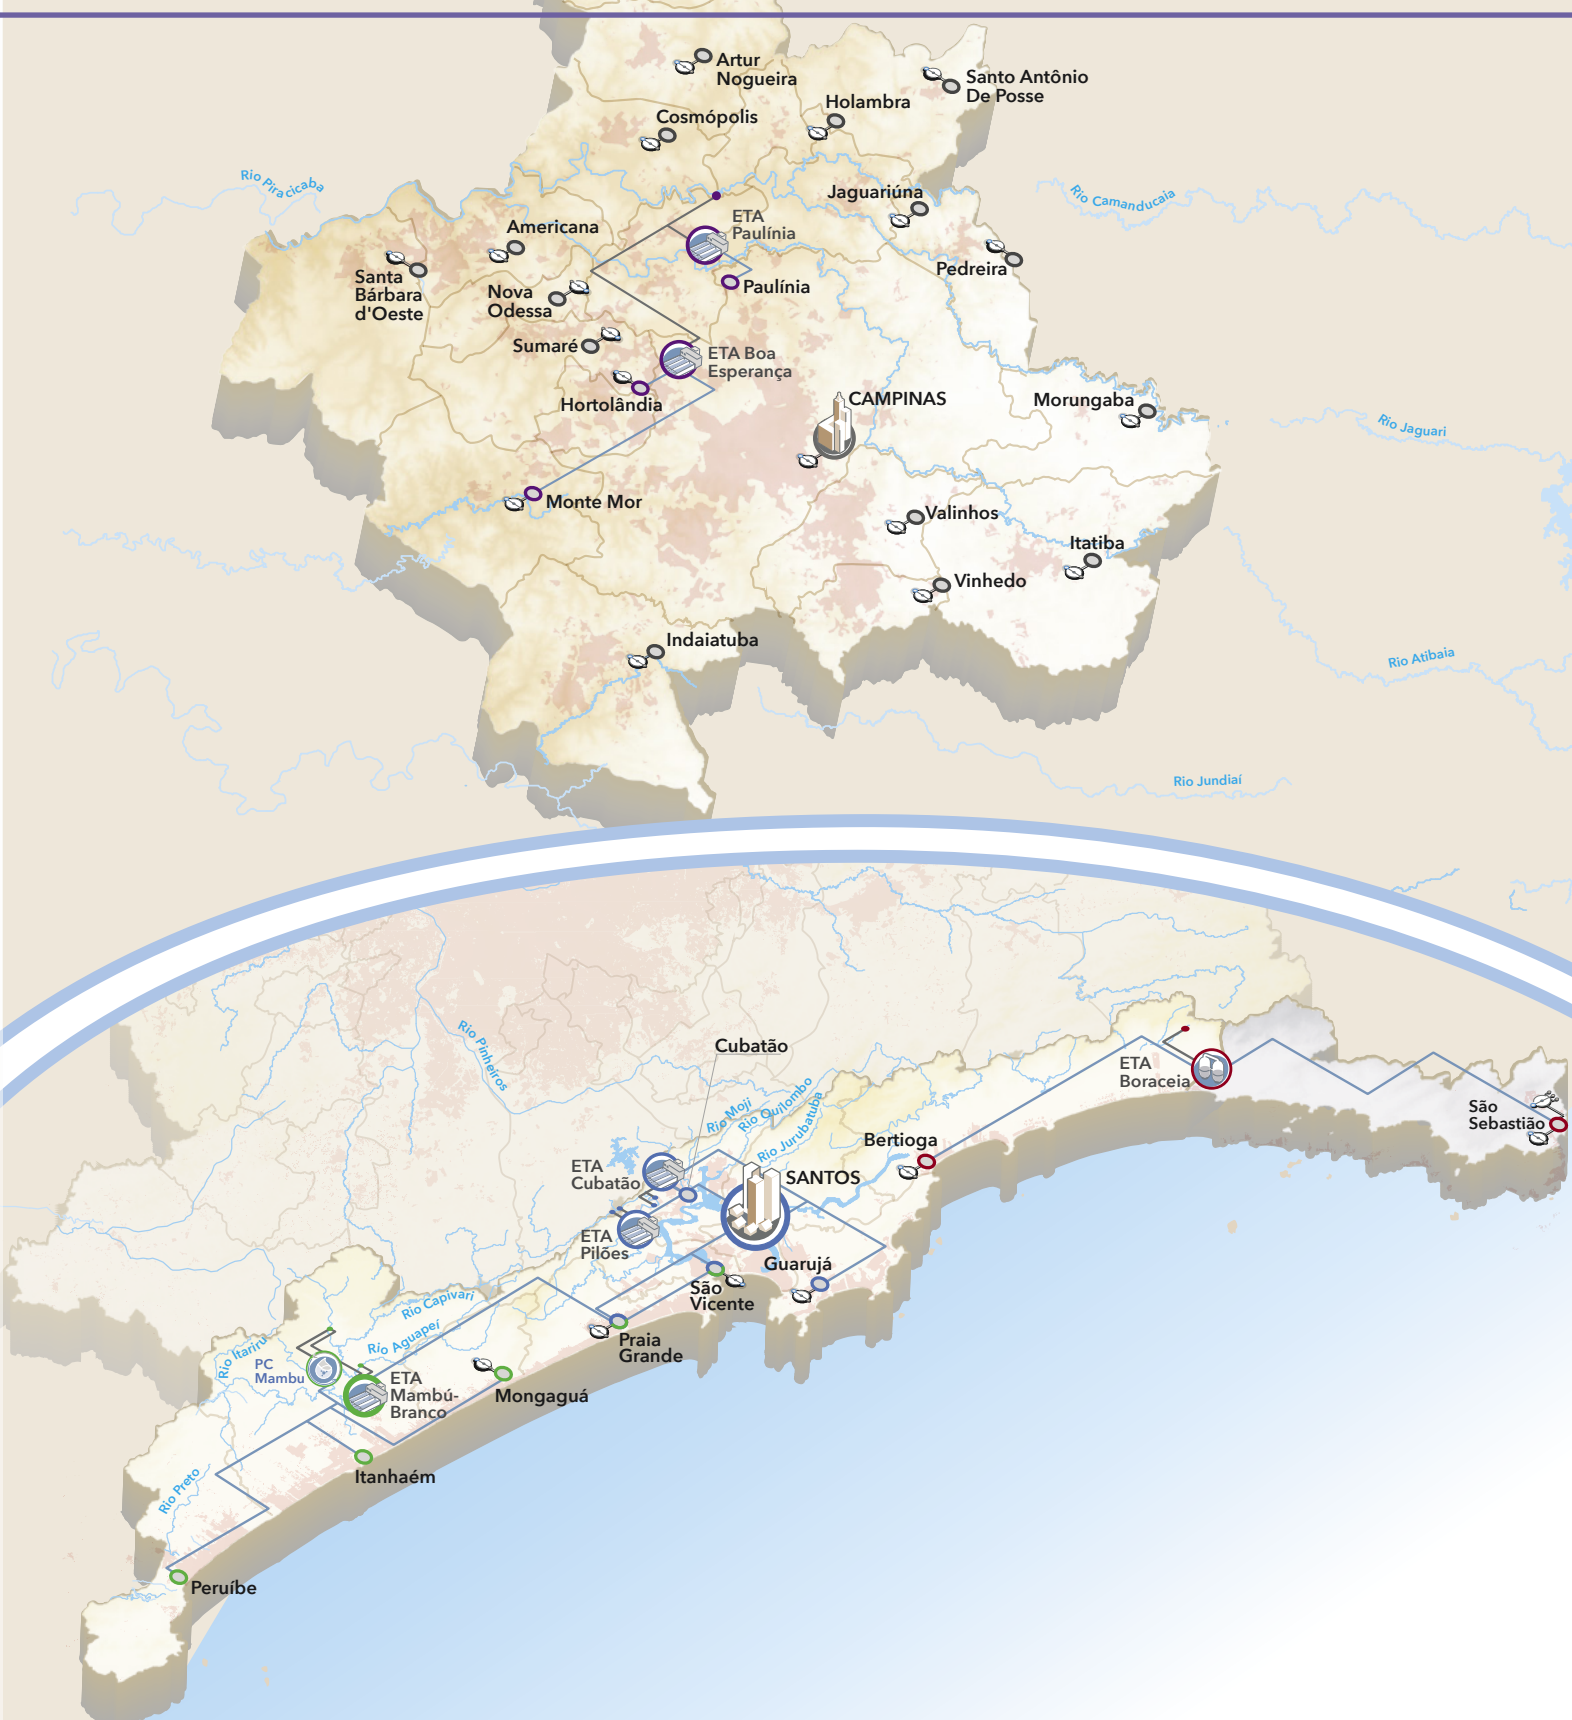 Artur
Nogueira
Santo Antônio
De Posse
Holambra
Cosmópolis
Rio Piracicaba
Jaguariúna
Rio Camanducaia
ETA
Paulínia
Americana
Pedreira
Santa
Bárbara
d'Oeste
Nova
Odessa
Paulínia
Sumaré
ETA Boa
Esperança
Hortolândia
CAMPINAS
Morungaba
Rio Jaguari
Monte Mor
Valinhos
Itatiba
Vinhedo
Indaiatuba
Rio Atibaia
Rio Jundiaí
Rio Pinheiros
Cubatão
ETA
Boraceia
São
Sebastião
Rio Moji
Rio Quilombo
Rio Jurubatuba
Bertioga
ETA
Cubatão
SANTOS
ETA
Pilões
Guarujá
São
Vicente
Rio Capivari
Rio Aguapeí
Rio Itariru
Praia
Grande
PC
Mambu
ETA
Mambú-
Branco
Mongaguá
Itanhaém
Rio Preto
Peruíbe